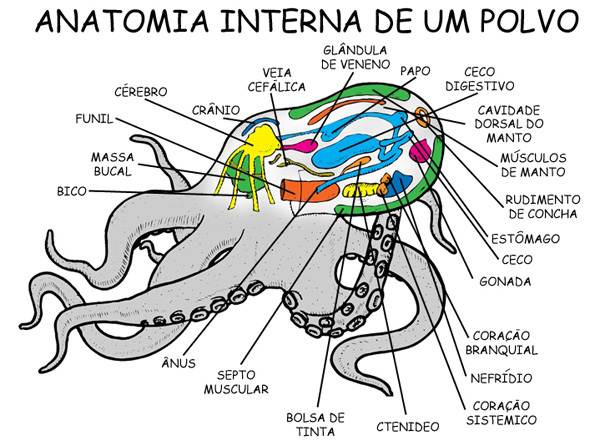 ANATOMIA INTERNA DE UM POLVO
GLÂNDULA
DE VENENO
VEIA
CEFÁLICA
PAPO
CECO
DIGESTIVO
CÉREBRO
CRÂNIO
FUNIL
CAVIDADE
DORSAL DO
MANTO
MASSA
BUCAL
BICO
MÚSCULOS
DE MANTO
RUDIMENTO
DE CONCHA
ESTÔMAGO
CECO
GONADA
CORAÇÃO
BRANQUIAL
NEFRÍDIO
CORAÇÃO
SISTEMICO
ÂNUS
SEPTO
MUSCULAR
BOLSA DE
TINTA
CTENIDEO